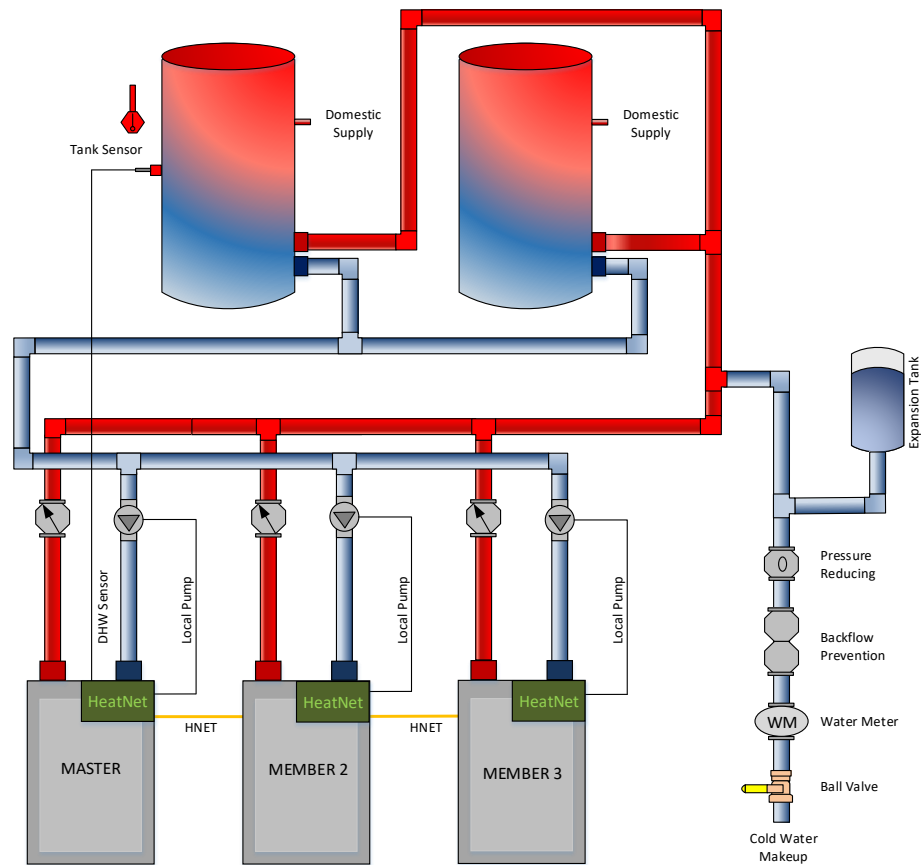 Domestic
Supply
Domestic
Supply
Tank Sensor
Expansion Tank
DHW Sensor
Local Pump
Local Pump
Local Pump
Pressure
Reducing
Backflow
Prevention
HeatNet
HeatNet
HeatNet
HNET
HNET
WM
Water Meter
MASTER
MEMBER 2
MEMBER 3
Ball Valve
Cold Water
Makeup